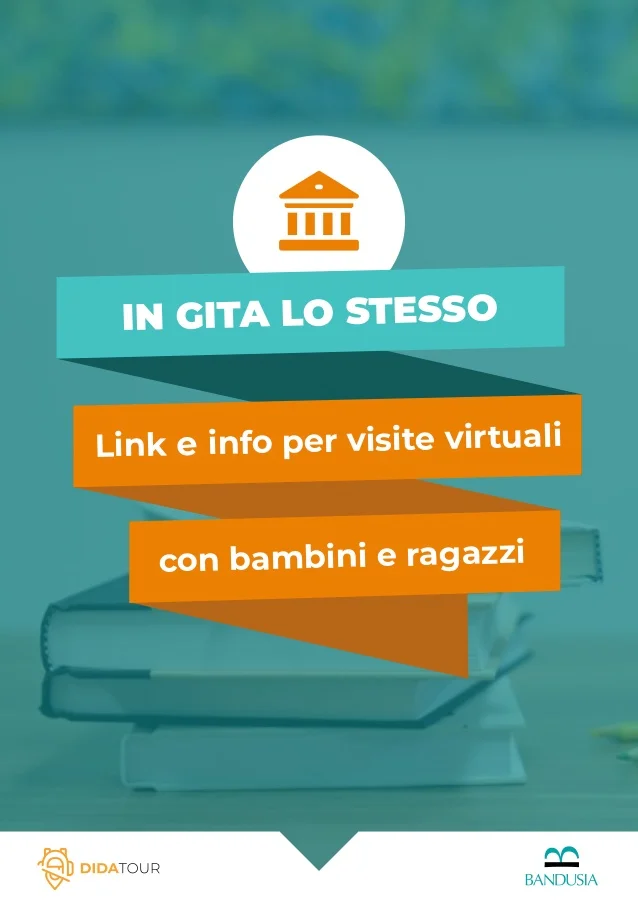 IN GITA LO STESSO
Link e info per visite virtuali
con bambini e ragazzi
DIDATOUR
BANDUSIA